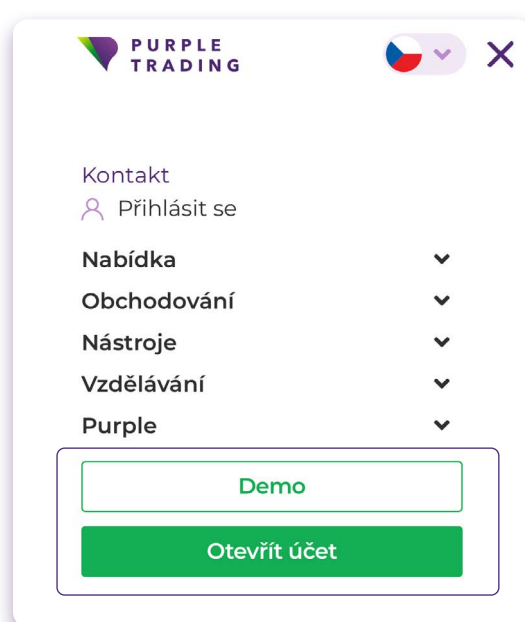 PURPLE
TRADING
Kontakt
Přihlásit se
Nabídka
Obchodování
Nástroje
Vzdělávání
Purple
Demo
Otevřít účet